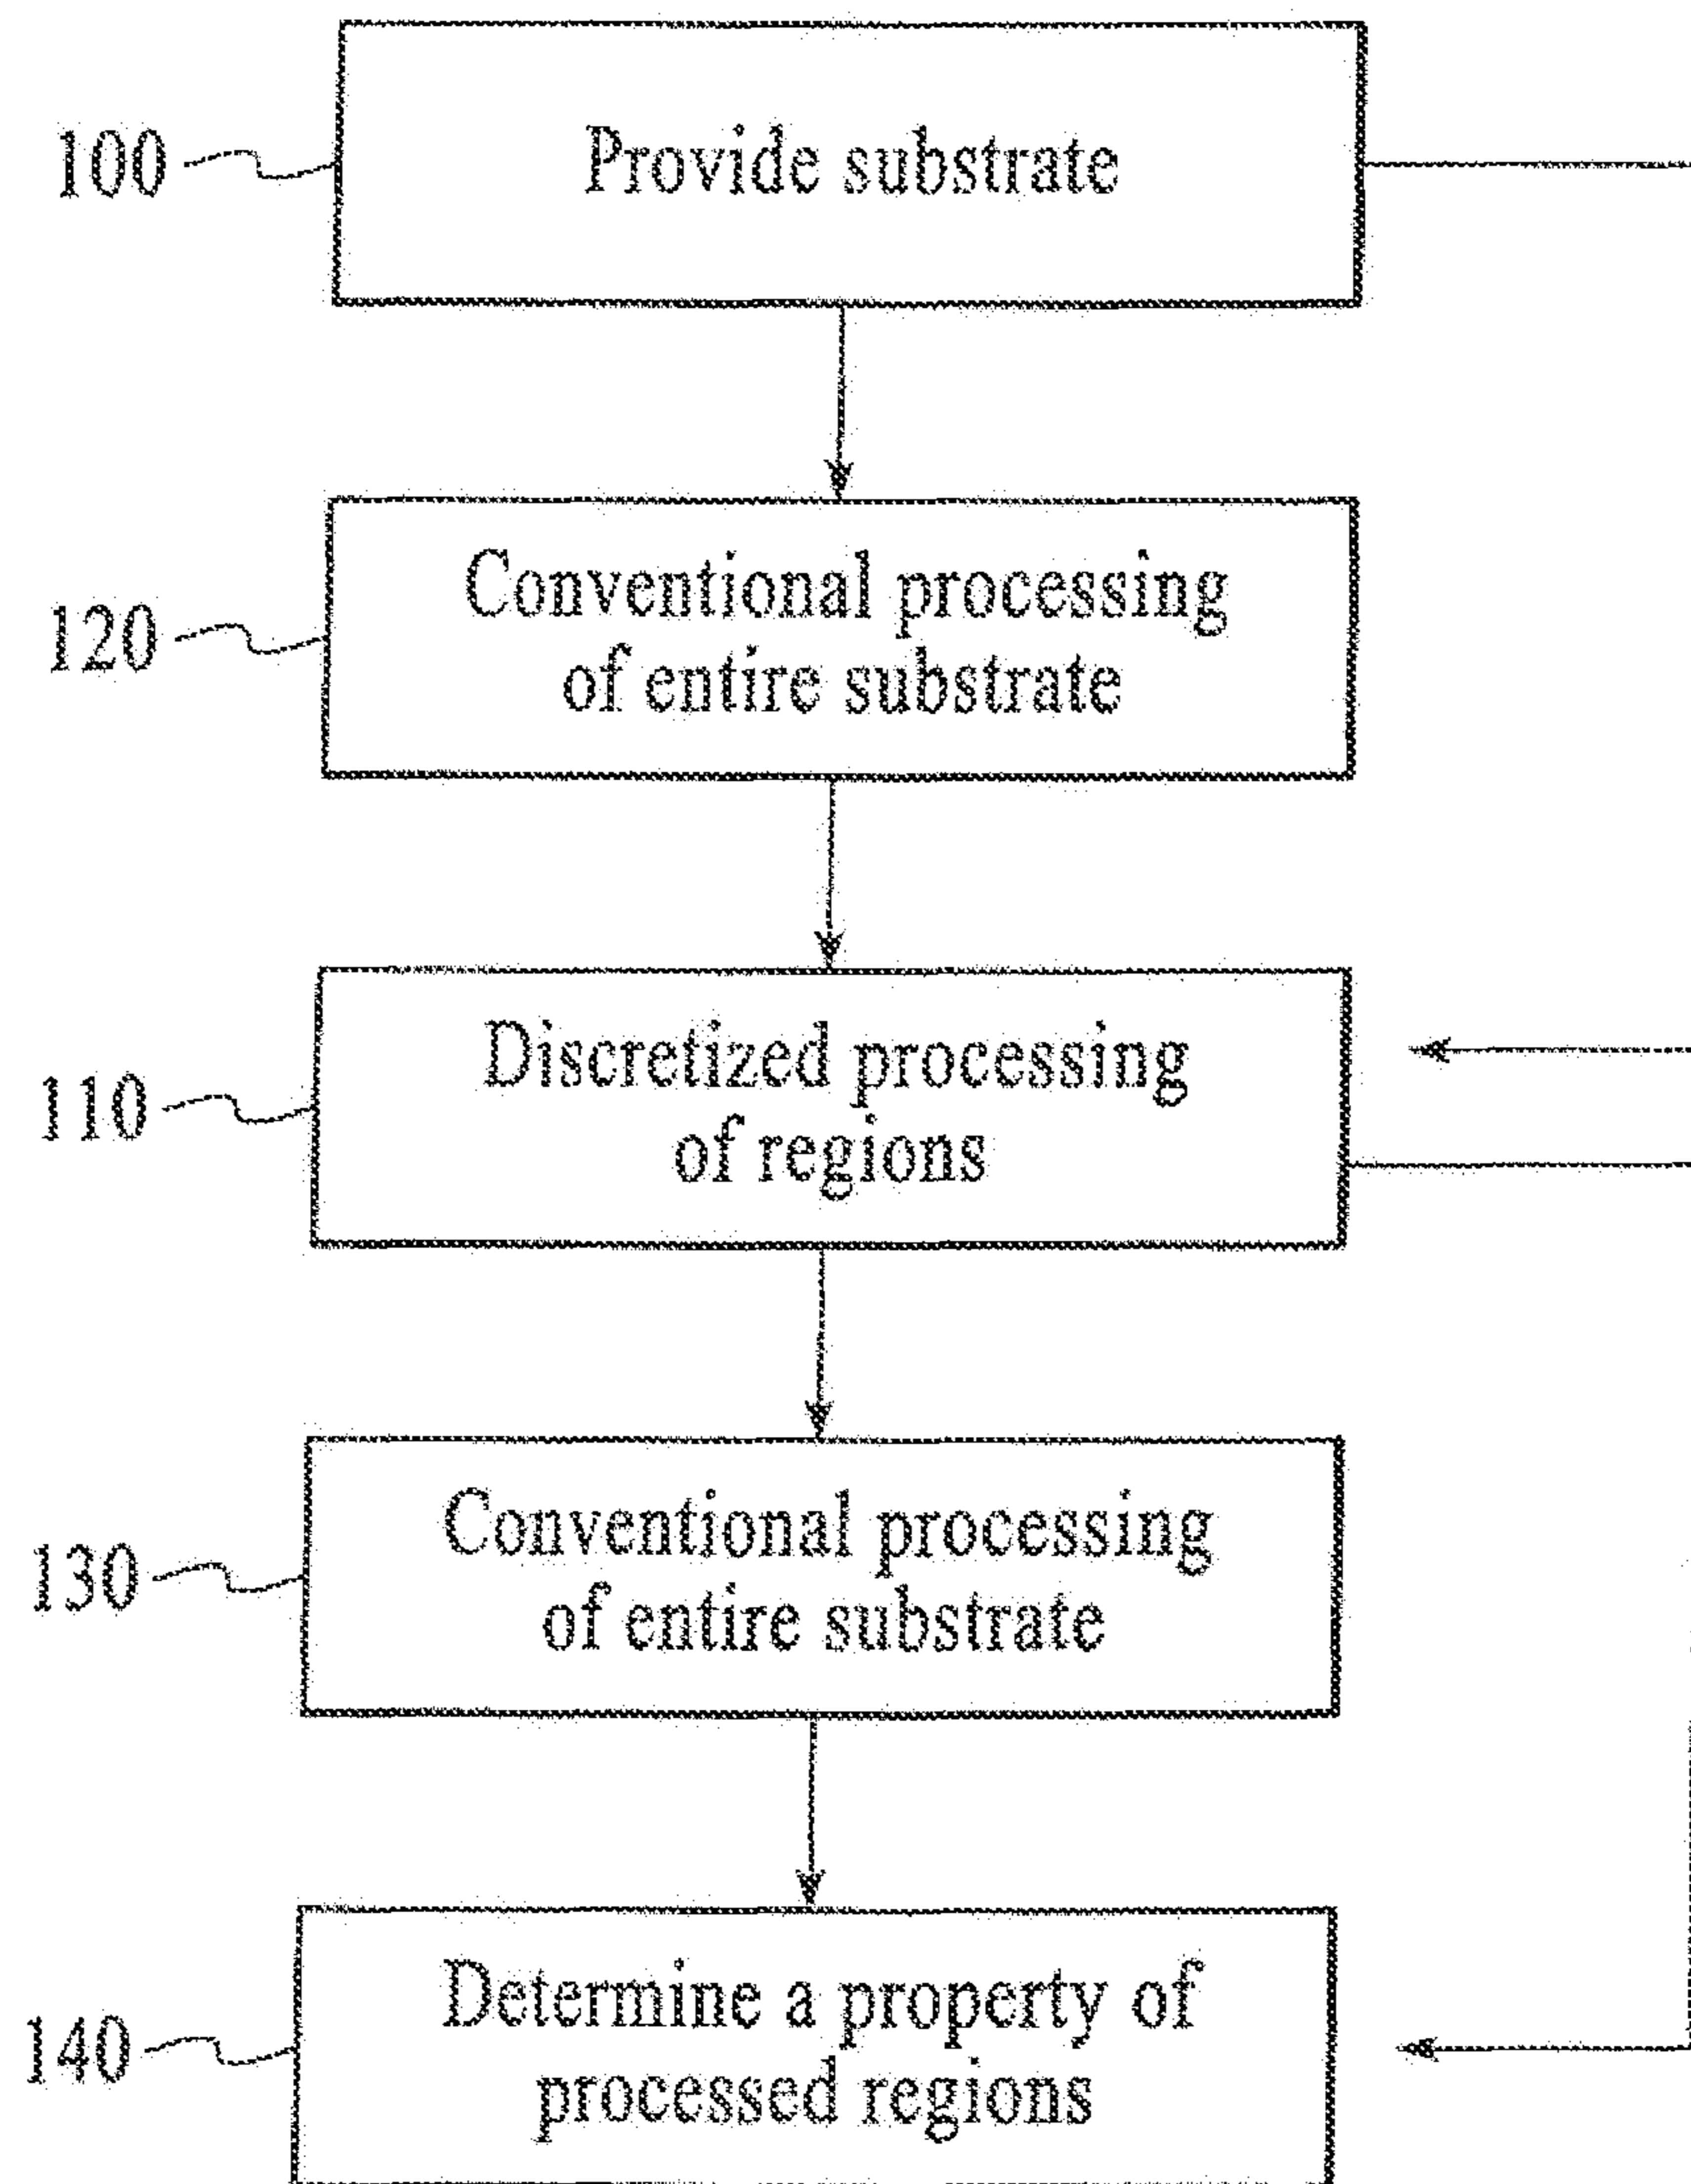 100
Provide substrate
120
Conventional processing
of entire substrate
110
Discretized processing
of regions
130
Conventional processing
of entire substrate
140
Determine a property of
processed regions